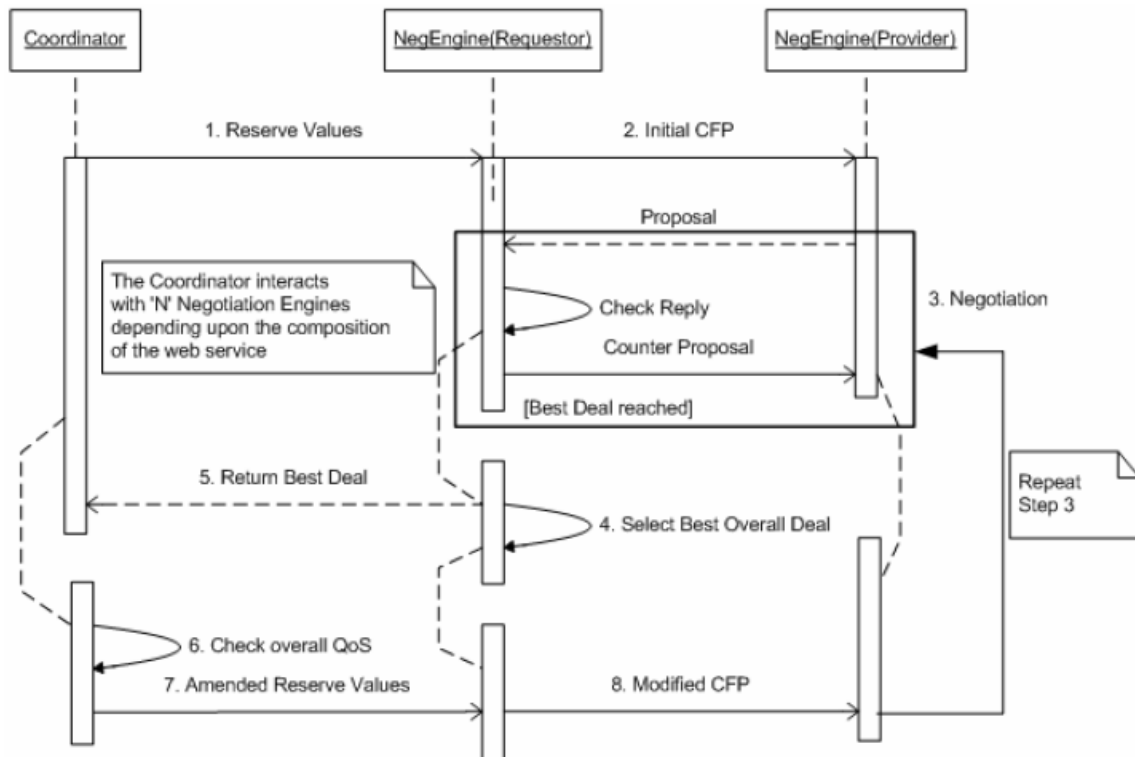 Coordinator
NegEngine(Requestor)
NegEngine(Provider)
1. Reserve Values
2. Initial CFP
Proposal
The Coordinator interacts
with 'N' Negotiation Engines
depending upon the composition
of the web service
Check Reply
3. Negotiation
Counter Proposal
[Best Deal reached]
5. Return Best Deal
4. Select Best Overall Deal
Repeat
Step 3
6. Check overall QoS
7. Amended Reserve Values
8. Modified CFP